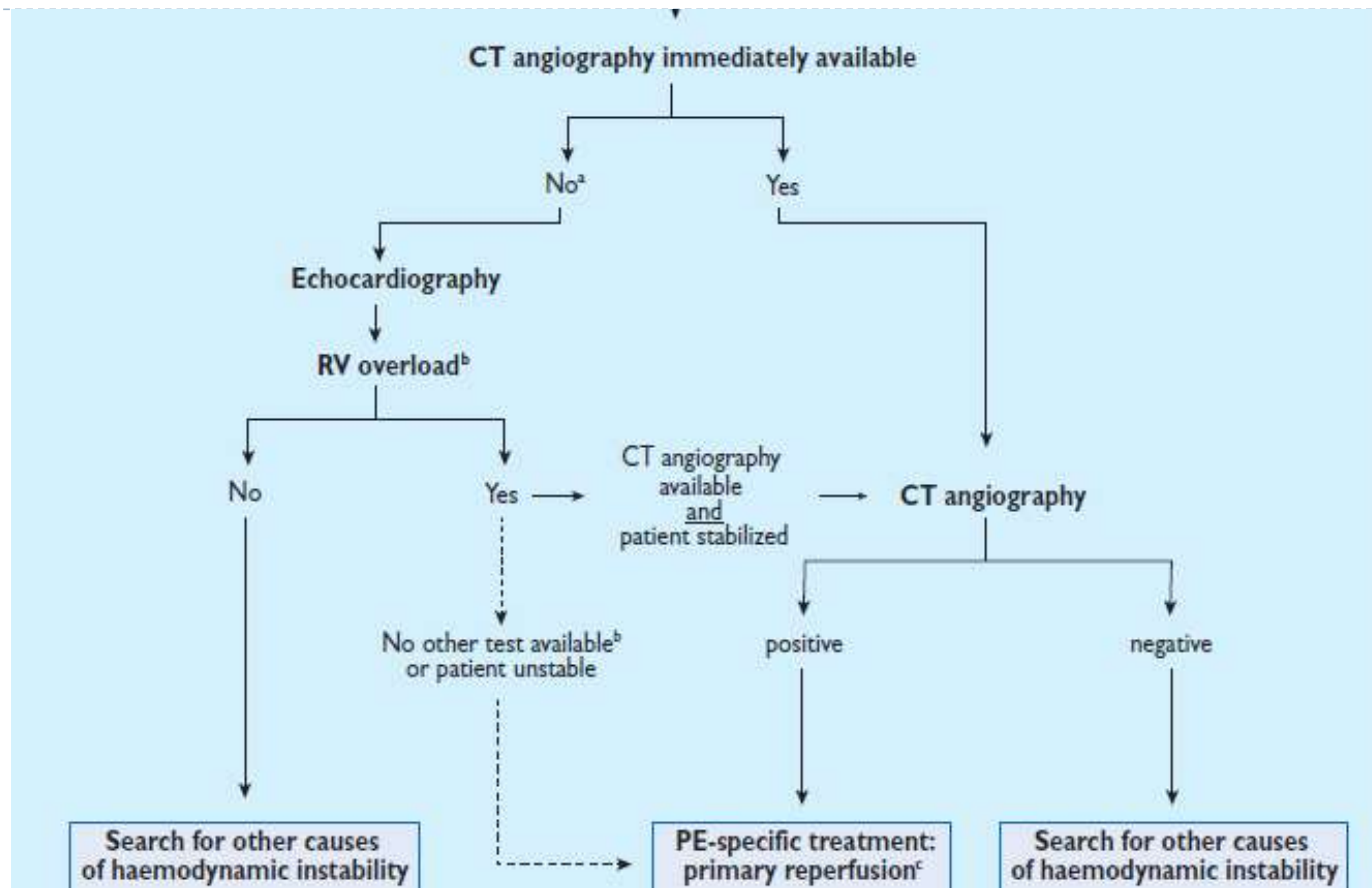 CT angiography immediately available
Noᵃ
Yes
Echocardiography
RV overloadᵇ
No
Yes
CT angiography
available
and
patient stabilized
CT angiography
No other test availableᵇ
or patient unstable
positive
negative
Search for other causes
of haemodynamic instability
PE-specific treatment:
primary reperfusionᶜ
Search for other causes
of haemodynamic instability